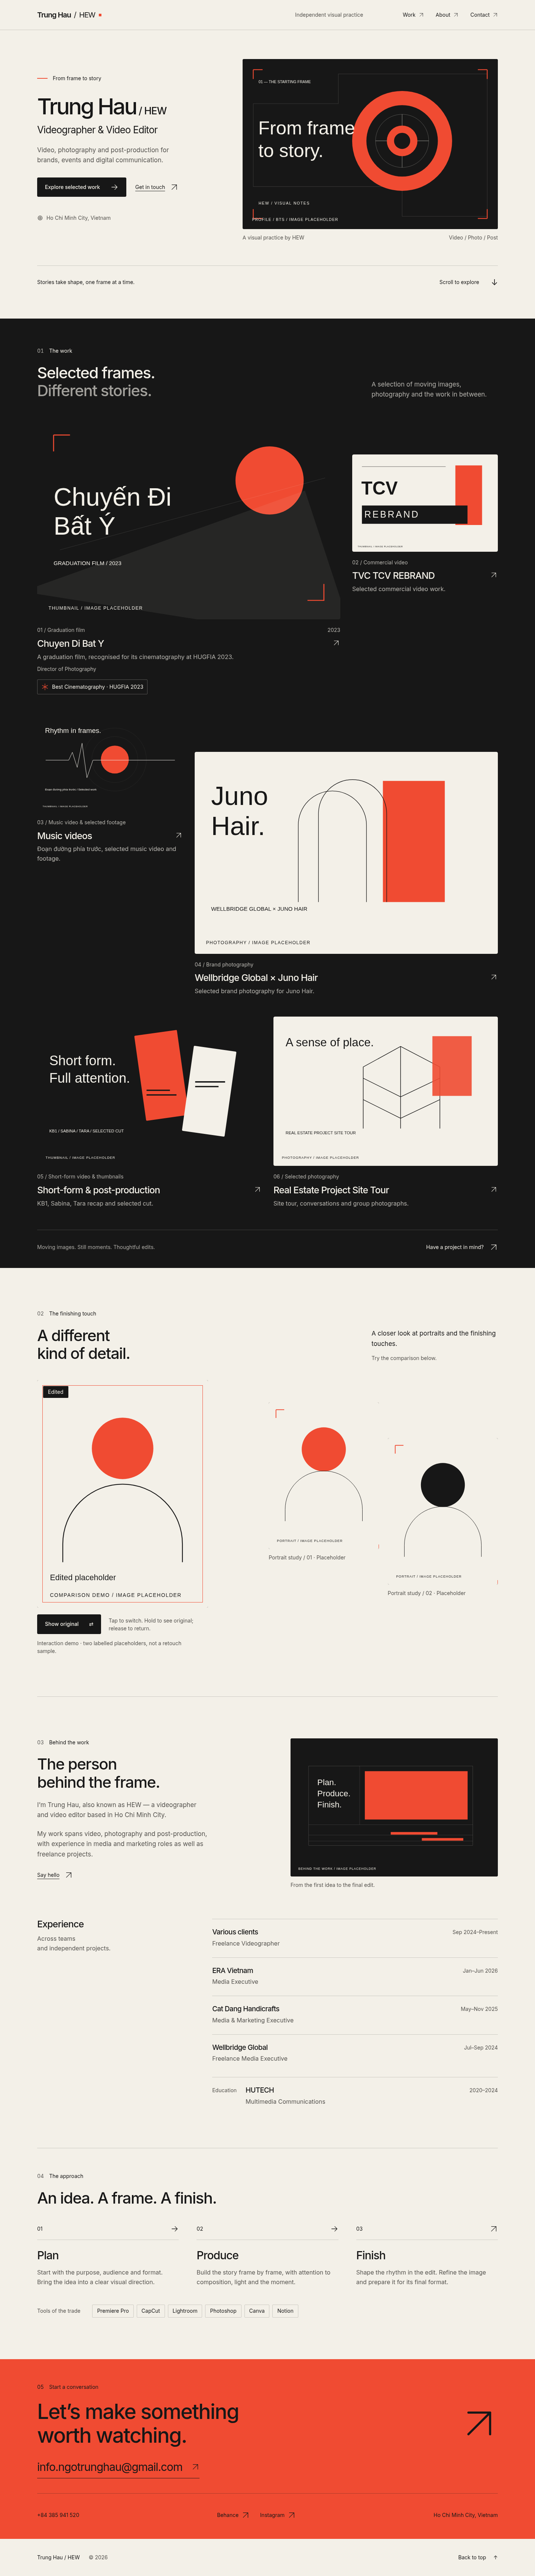 Trung Hau / HEW
Independent visual practice
Work
About
Contact
From frame to story
Trung Hau / HEW
Videographer & Video Editor
Video, photography and post-production for
brands, events and digital communication.
Explore selected work
Get in touch
Ho Chi Minh City, Vietnam
01 — THE STARTING FRAME
From frame
to story.
HEW / VISUAL NOTES
PROFILE / BTS / IMAGE PLACEHOLDER
A visual practice by HEW
Video / Photo / Post
Stories take shape, one frame at a time.
Scroll to explore
01 The work
Selected frames.
Different stories.
A selection of moving images,
photography and the work in between.
Chuyến Đi
Bất Ý
GRADUATION FILM / 2023
THUMBNAIL / IMAGE PLACEHOLDER
01 / Graduation film
2023
Chuyen Di Bat Y
A graduation film, recognised for its cinematography at HUGFIA 2023.
Director of Photography
Best Cinematography · HUGFIA 2023
TCV
REBRAND
THUMBNAIL / IMAGE PLACEHOLDER
02 / Commercial video
TVC TCV REBRAND
Selected commercial video work.
Rhythm in frames.
THUMBNAIL / IMAGE PLACEHOLDER
03 / Music video & selected footage
Music videos
Đoạn đường phía trước, selected music video and
footage.
Juno
Hair.
WELLBRIDGE GLOBAL × JUNO HAIR
PHOTOGRAPHY / IMAGE PLACEHOLDER
04 / Brand photography
Wellbridge Global × Juno Hair
Selected brand photography for Juno Hair.
Short form.
Full attention.
KB1 / SABINA / TARA / SELECTED CUT
THUMBNAIL / IMAGE PLACEHOLDER
05 / Short-form video & thumbnails
Short-form & post-production
KB1, Sabina, Tara recap and selected cut.
A sense of place.
REAL ESTATE PROJECT SITE TOUR
PHOTOGRAPHY / IMAGE PLACEHOLDER
06 / Selected photography
Real Estate Project Site Tour
Site tour, conversations and group photographs.
Moving images. Still moments. Thoughtful edits.
Have a project in mind?
02 The finishing touch
A different
kind of detail.
A closer look at portraits and the finishing
touches.
Try the comparison below.
Edited
Edited placeholder
COMPARISON DEMO / IMAGE PLACEHOLDER
Show original
Tap to switch. Hold to see original;
release to return.
Interaction demo · two labelled placeholders, not a retouch
sample.
PORTRAIT / IMAGE PLACEHOLDER
Portrait study / 01 · Placeholder
PORTRAIT / IMAGE PLACEHOLDER
Portrait study / 02 · Placeholder
03 Behind the work
The person
behind the frame.
I'm Trung Hau, also known as HEW — a videographer
and video editor based in Ho Chi Minh City.
My work spans video, photography and post-production,
with experience in media and marketing roles as well as
freelance projects.
Say hello
Plan.
Produce.
Finish.
BEHIND THE WORK / IMAGE PLACEHOLDER
From the first idea to the final edit.
Experience
Across teams
and independent projects.
Various clients
Sep 2024–Present
Freelance Videographer
ERA Vietnam
Jan–Jun 2026
Media Executive
Cat Dang Handicrafts
May–Nov 2025
Media & Marketing Executive
Wellbridge Global
Jul–Sep 2024
Freelance Media Executive
Education
HUTECH
2020–2024
Multimedia Communications
04 The approach
An idea. A frame. A finish.
01
02
03
Plan
Start with the purpose, audience and format.
Bring the idea into a clear visual direction.
Produce
Build the story frame by frame, with attention to
composition, light and the moment.
Finish
Shape the rhythm in the edit. Refine the image
and prepare it for its final format.
Tools of the trade
Premiere Pro
CapCut
Lightroom
Photoshop
Canva
Notion
05 Start a conversation
Let's make something
worth watching.
info.ngotrunghau@gmail.com
+84 385 941 520
Behance
Instagram
Ho Chi Minh City, Vietnam
Trung Hau / HEW
© 2026
Back to top